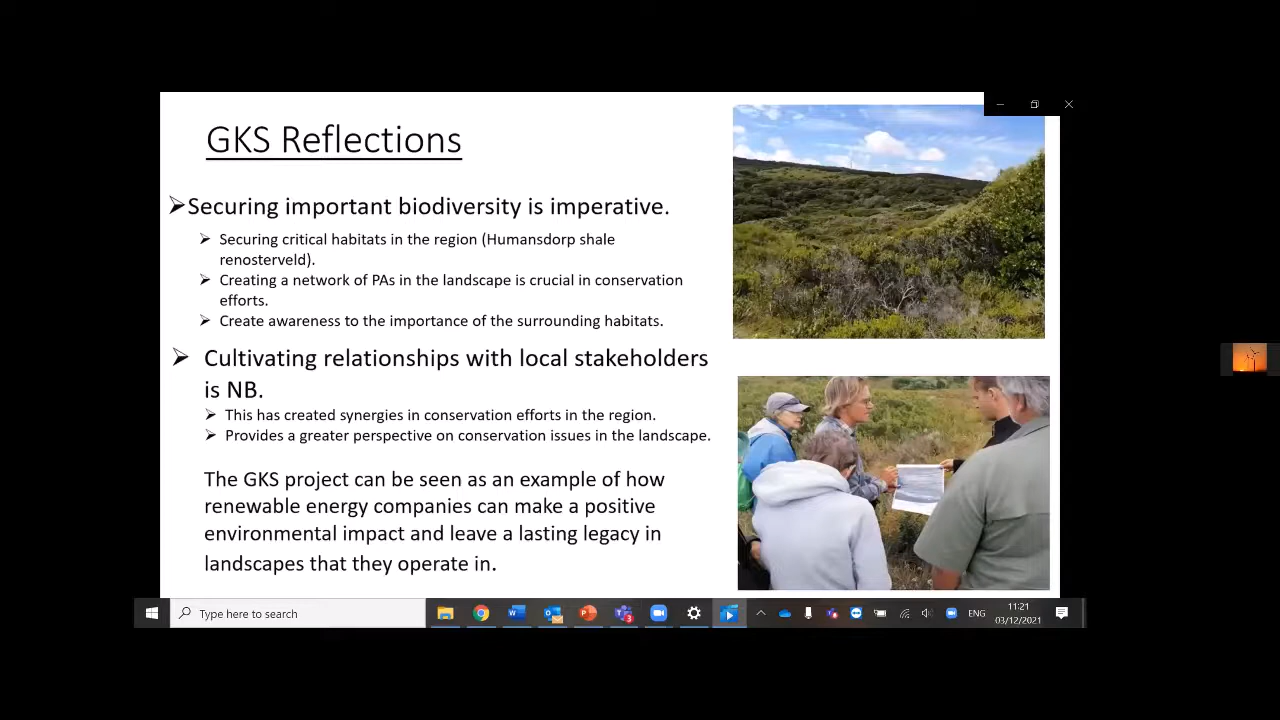 GKS Reflections
➢Securing important biodiversity is imperative.
➢ Securing critical habitats in the region (Humansdorp shale
renosterveld).
➢ Creating a network of PAs in the landscape is crucial in conservation
efforts.
➢ Create awareness to the importance of the surrounding habitats.
➢ Cultivating relationships with local stakeholders
is NB.
➢ This has created synergies in conservation efforts in the region.
➢ Provides a greater perspective on conservation issues in the landscape.
The GKS project can be seen as an example of how
renewable energy companies can make a positive
environmental impact and leave a lasting legacy in
landscapes that they operate in.
Type here to search
ENG
11:21
03/12/2021